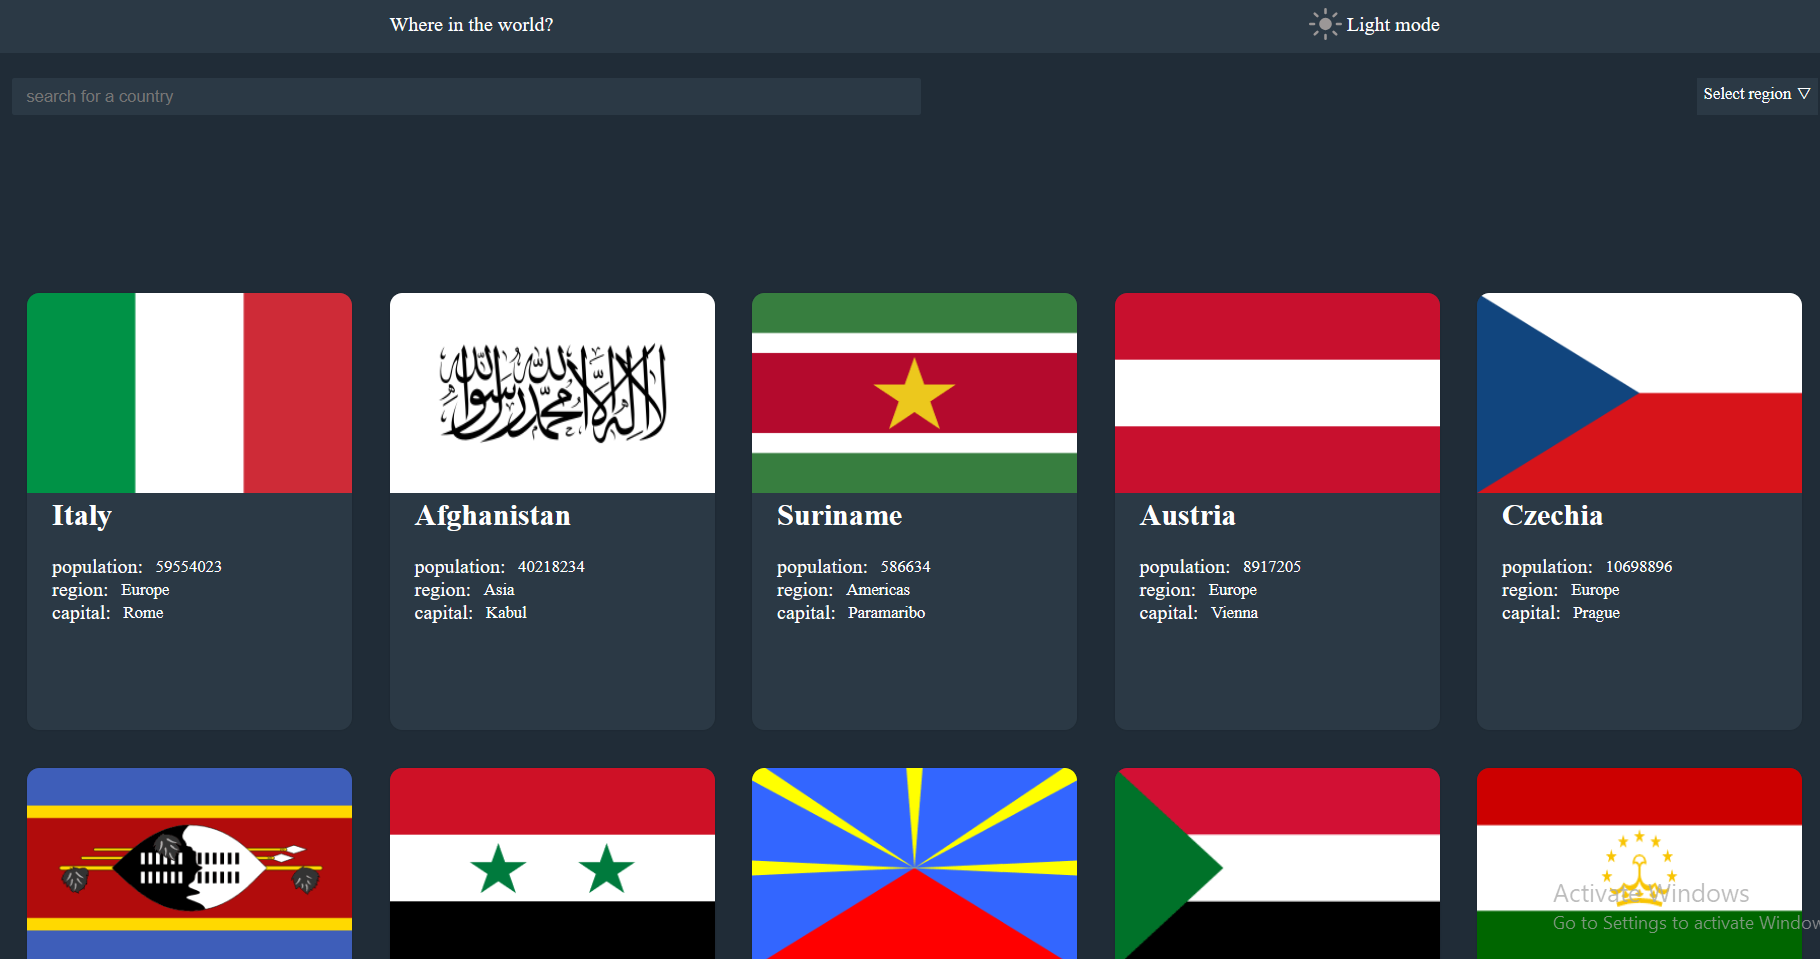 Where in the world?
Light mode
search for a country
Select region ▽
لا إله إلا الله محمد رسول الله
Italy
population: 59554023
region: Europe
capital: Rome
Afghanistan
population: 40218234
region: Asia
capital: Kabul
Suriname
population: 586634
region: Americas
capital: Paramaribo
Austria
population: 8917205
region: Europe
capital: Vienna
Czechia
population: 10698896
region: Europe
capital: Prague
Activate Windows
Go to Settings to activate Window